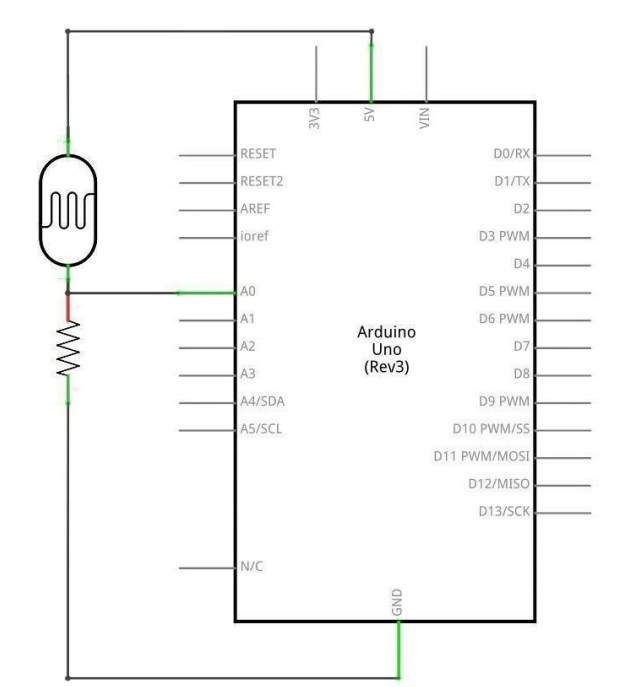 3V3
5V
VIN
RESET
RESET2
AREF
ioref
A0
A1
A2
A3
A4/SDA
A5/SCL
N/C
Arduino
Uno
(Rev3)
D0/RX
D1/TX
D2
D3 PWM
D4
D5 PWM
D6 PWM
D7
D8
D9 PWM
D10 PWM/SS
D11 PWM/MOSI
D12/MISO
D13/SCK
GND